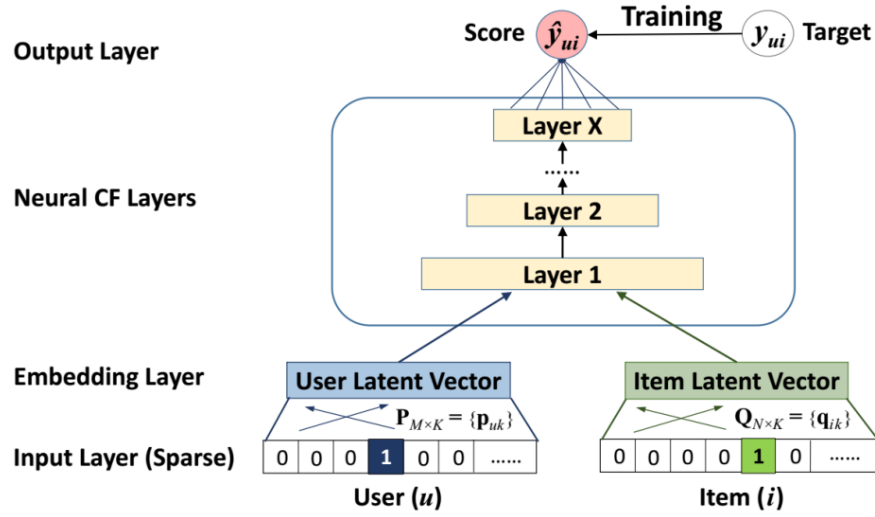 Output Layer
Score
ŷui
Training
yui
Target
Neural CF Layers
Layer X
......
Layer 2
Layer 1
Embedding Layer
User Latent Vector
Item Latent Vector
PM×K = {puk}
QN×K = {qik}
Input Layer (Sparse)
0 0 0 1 0 0 ......
0 0 0 0 1 0 ......
User (u)
Item (i)